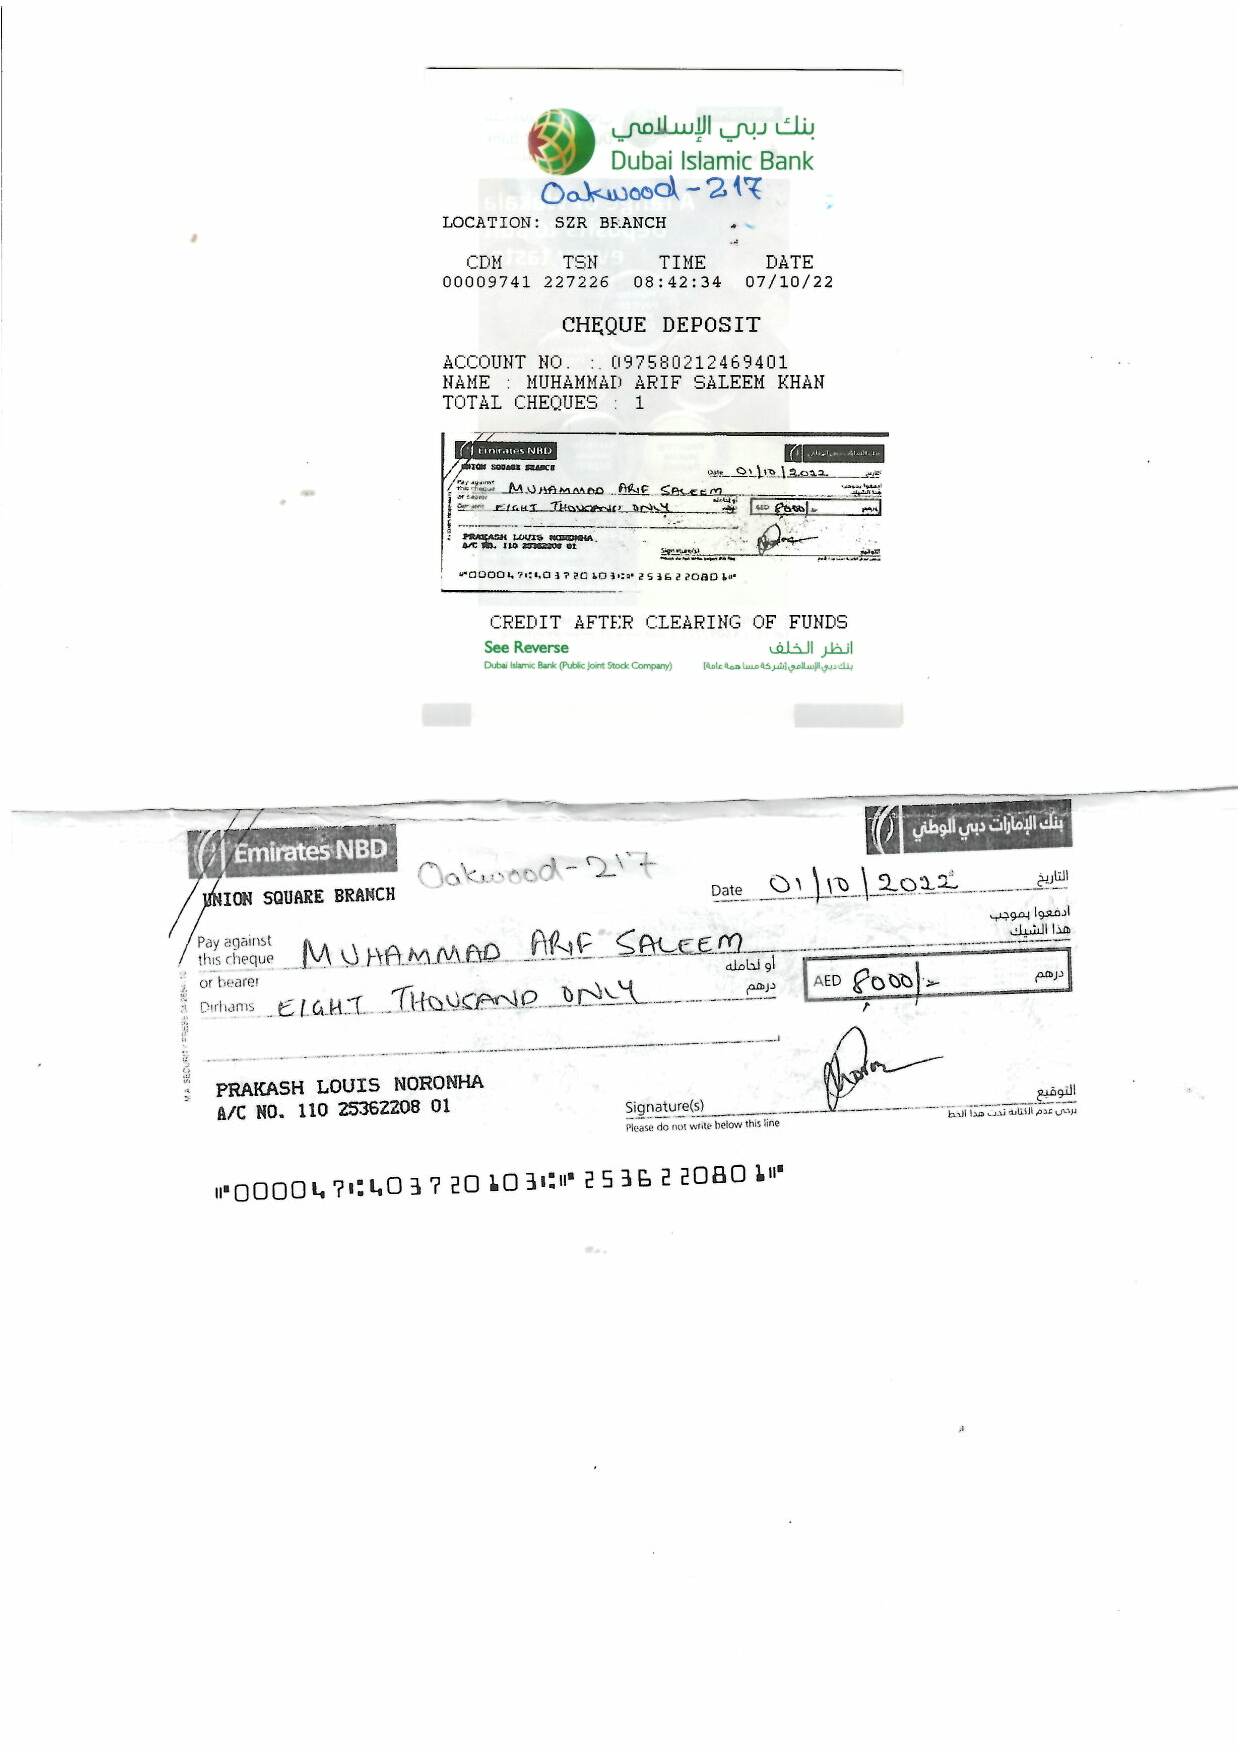 بنك دبي الإسلامي
Dubai Islamic Bank
Oakwood - 217
LOCATION: SZR BRANCH
CDM TSN TIME DATE
00009741 227226 08:42:34 07/10/22
CHEQUE DEPOSIT
ACCOUNT NO. : 097580212469401
NAME : MUHAMMAD ARIF SALEEM KHAN
TOTAL CHEQUES : 1
Emirates NBD
UNION SQUARE BRANCH
Date 01/10/2022 التاريخ
Pay against this cheque MUHAMMAD ARIF SALEEM
or bearer
EIGHT THOUSAND ONLY AED 8000/-
PRAKASH LOUIS NORONHA
A/C NO. 110 25362208 01
Signature(s)
⑈000047⑆403720103⑆⑈2536220801⑈
CREDIT AFTER CLEARING OF FUNDS
See Reverse انظر الخلف
Dubai Islamic Bank (Public Joint Stock Company) بنك دبي الإسلامي (شركة مساهمة عامة)
Emirates NBD بنك الإمارات دبي الوطني
Oakwood - 217
UNION SQUARE BRANCH
Date 01/10/2022 التاريخ
Pay against this cheque MUHAMMAD ARIF SALEEM ادفعوا بموجب هذا الشيك
or bearer أو لحامله
Dirhams EIGHT THOUSAND ONLY درهم AED 8000/- درهم
PRAKASH LOUIS NORONHA
A/C NO. 110 25362208 01
Signature(s) التوقيع
Please do not write below this line يرجى عدم الكتابة تحت هذا الخط
⑈000047⑆403720103⑆⑈2536220801⑈